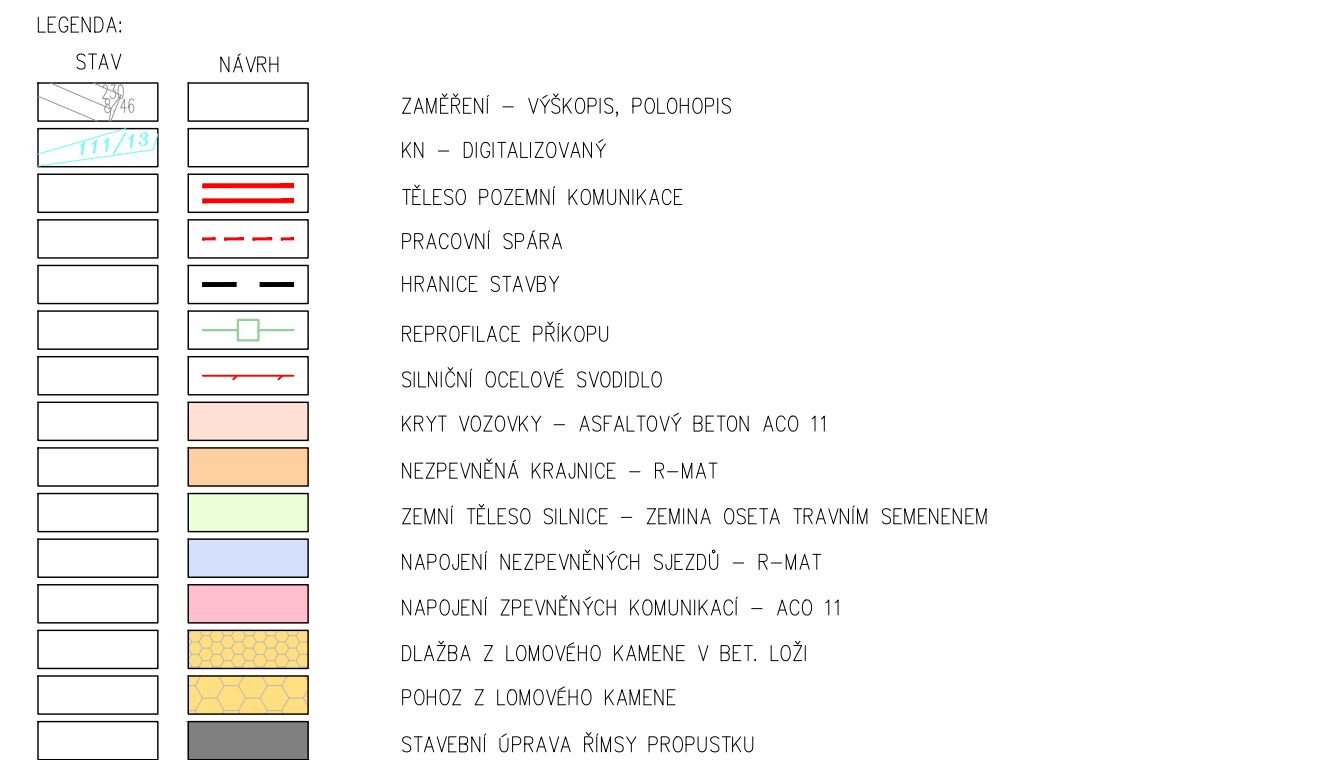 LEGENDA:
STAV NÁVRH
230
8/46 ZAMĚŘENÍ – VÝŠKOPIS, POLOHOPIS
111/13 KN – DIGITALIZOVANÝ
TĚLESO POZEMNÍ KOMUNIKACE
PRACOVNÍ SPÁRA
HRANICE STAVBY
REPROFILACE PŘÍKOPU
SILNIČNÍ OCELOVÉ SVODIDLO
KRYT VOZOVKY – ASFALTOVÝ BETON ACO 11
NEZPEVNĚNÁ KRAJNICE – R–MAT
ZEMNÍ TĚLESO SILNICE – ZEMINA OSETA TRAVNÍM SEMENENEM
NAPOJENÍ NEZPEVNĚNÝCH SJEZDŮ – R–MAT
NAPOJENÍ ZPEVNĚNÝCH KOMUNIKACÍ – ACO 11
DLAŽBA Z LOMOVÉHO KAMENE V BET. LOŽI
POHOZ Z LOMOVÉHO KAMENE
STAVEBNÍ ÚPRAVA ŘÍMSY PROPUSTKU